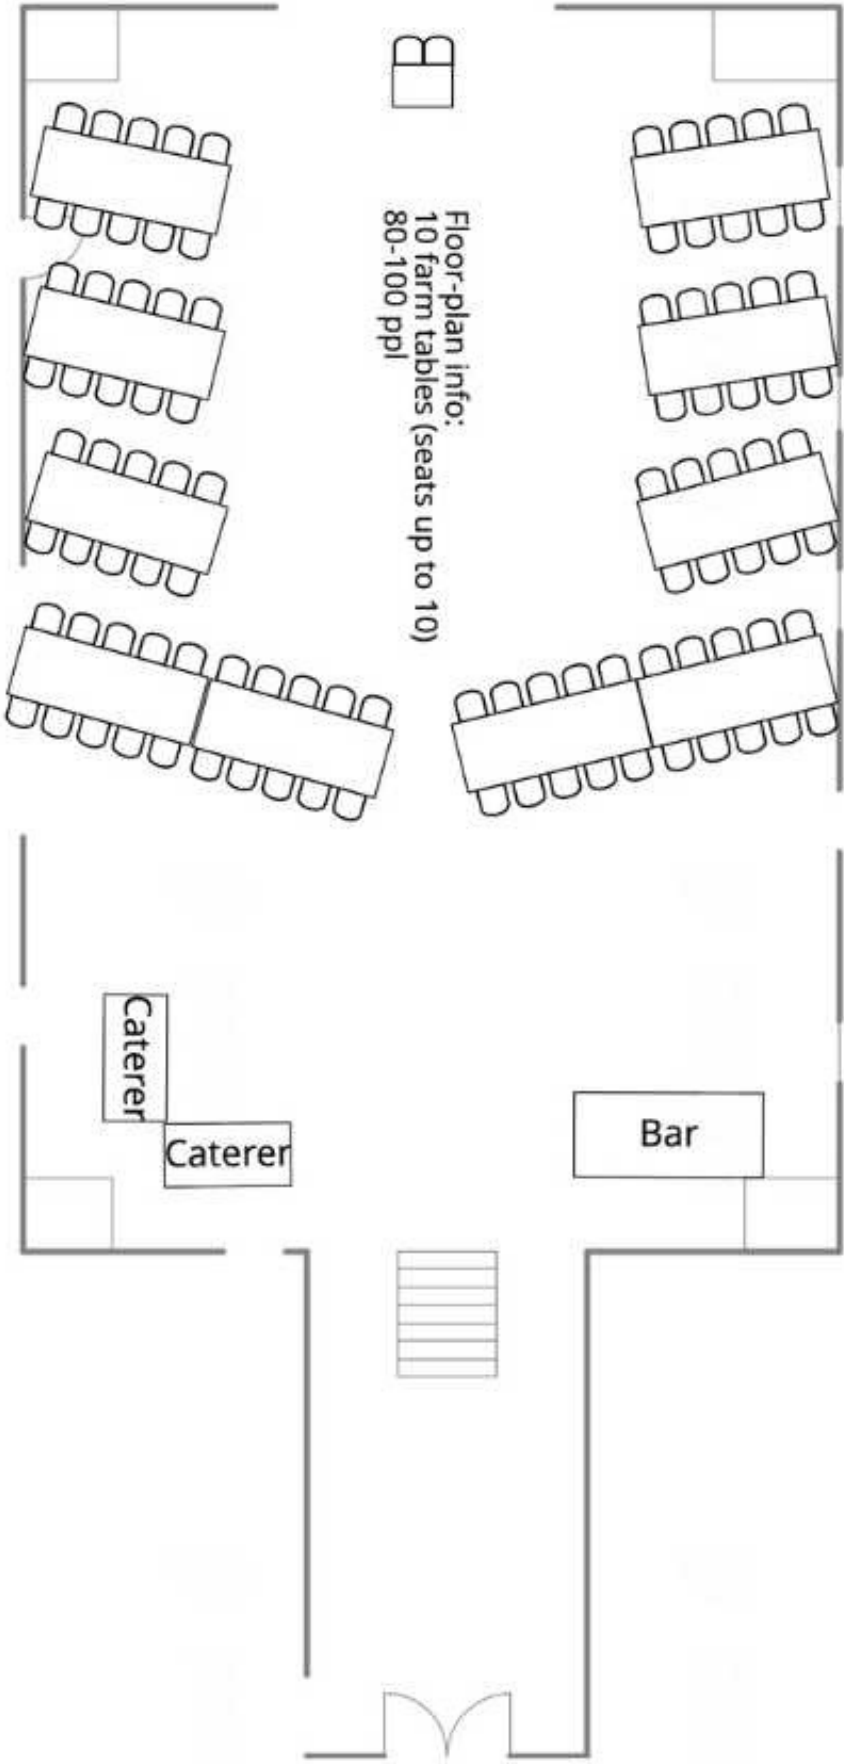 Floor-plan info:
10 farm tables (seats up to 10)
80-100 ppl
Caterer
Caterer
Bar